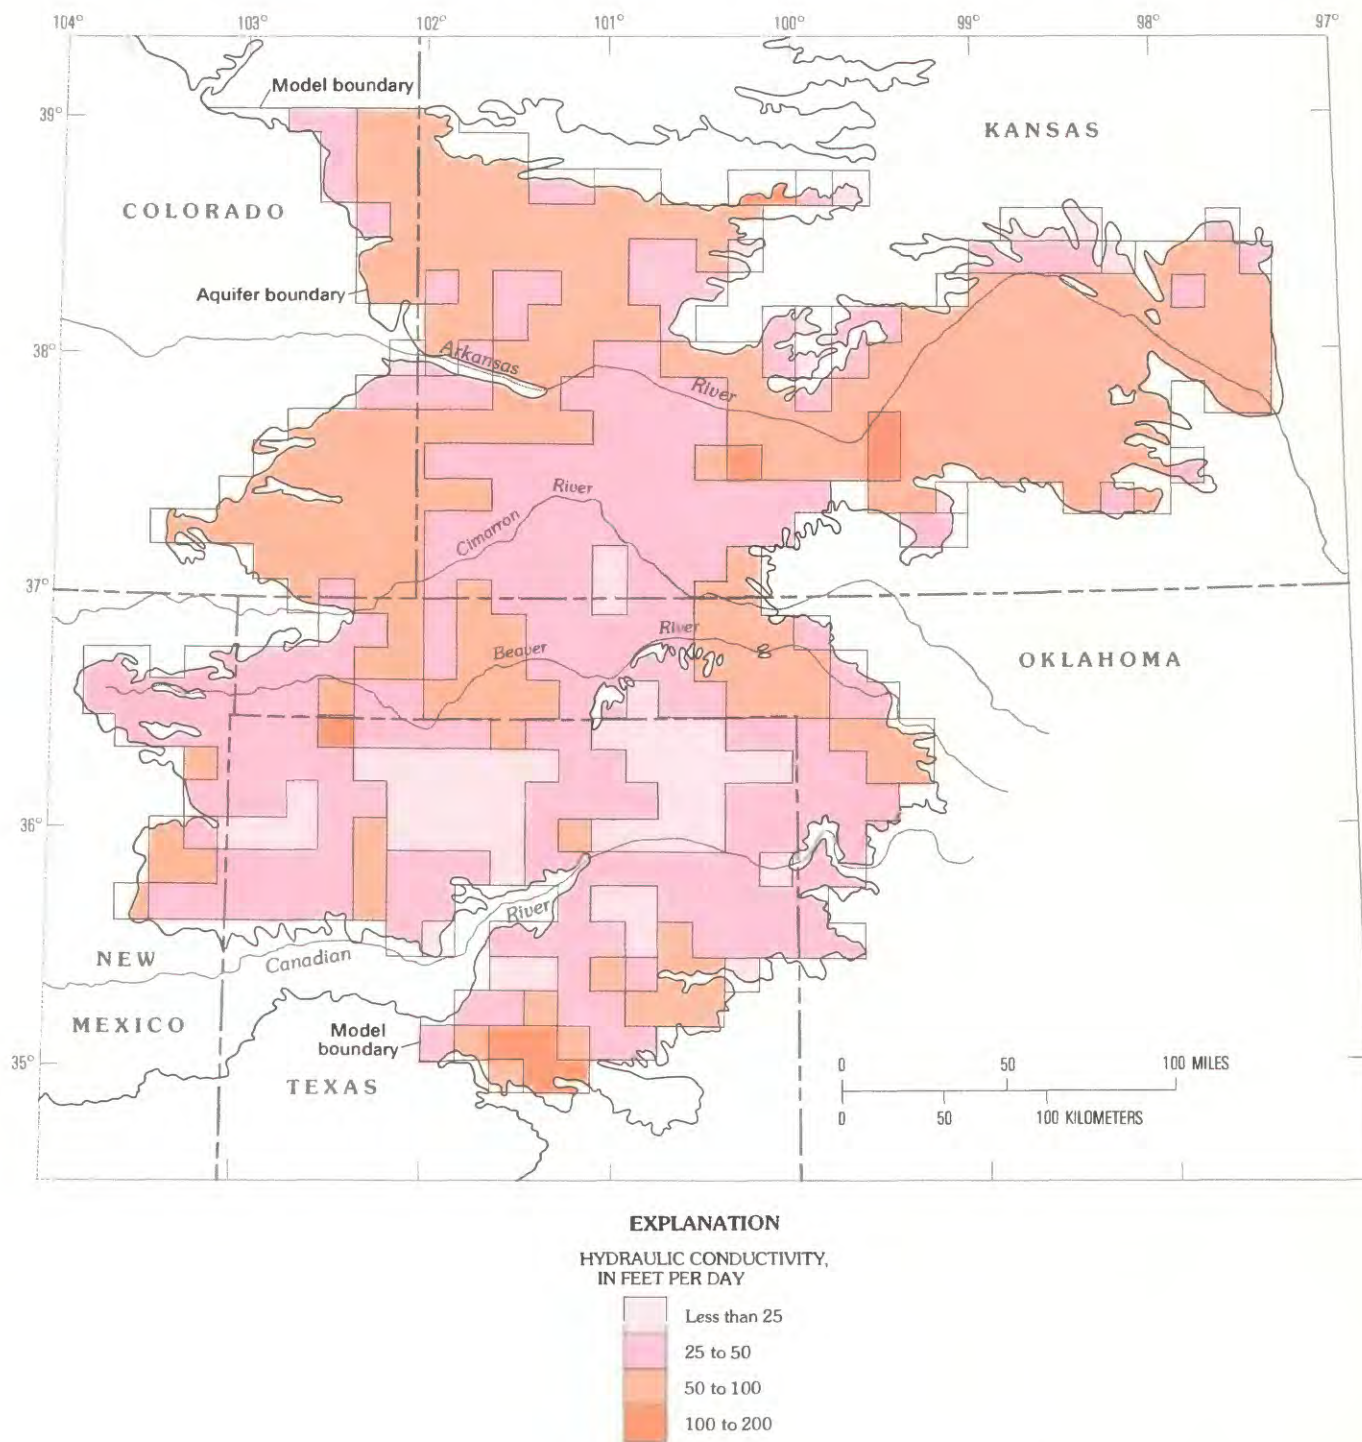 104° 103° 102° 101° 100° 99° 98° 97°
Model boundary
39°
KANSAS
COLORADO
Aquifer boundary
38°
Arkansas
River
River
Cimarron
37°
River
Beaver
OKLAHOMA
36°
River
NEW
Canadian
MEXICO
Model
boundary
35°
0 50 100 MILES
TEXAS
0 50 100 KILOMETERS
EXPLANATION
HYDRAULIC CONDUCTIVITY,
IN FEET PER DAY
Less than 25
25 to 50
50 to 100
100 to 200